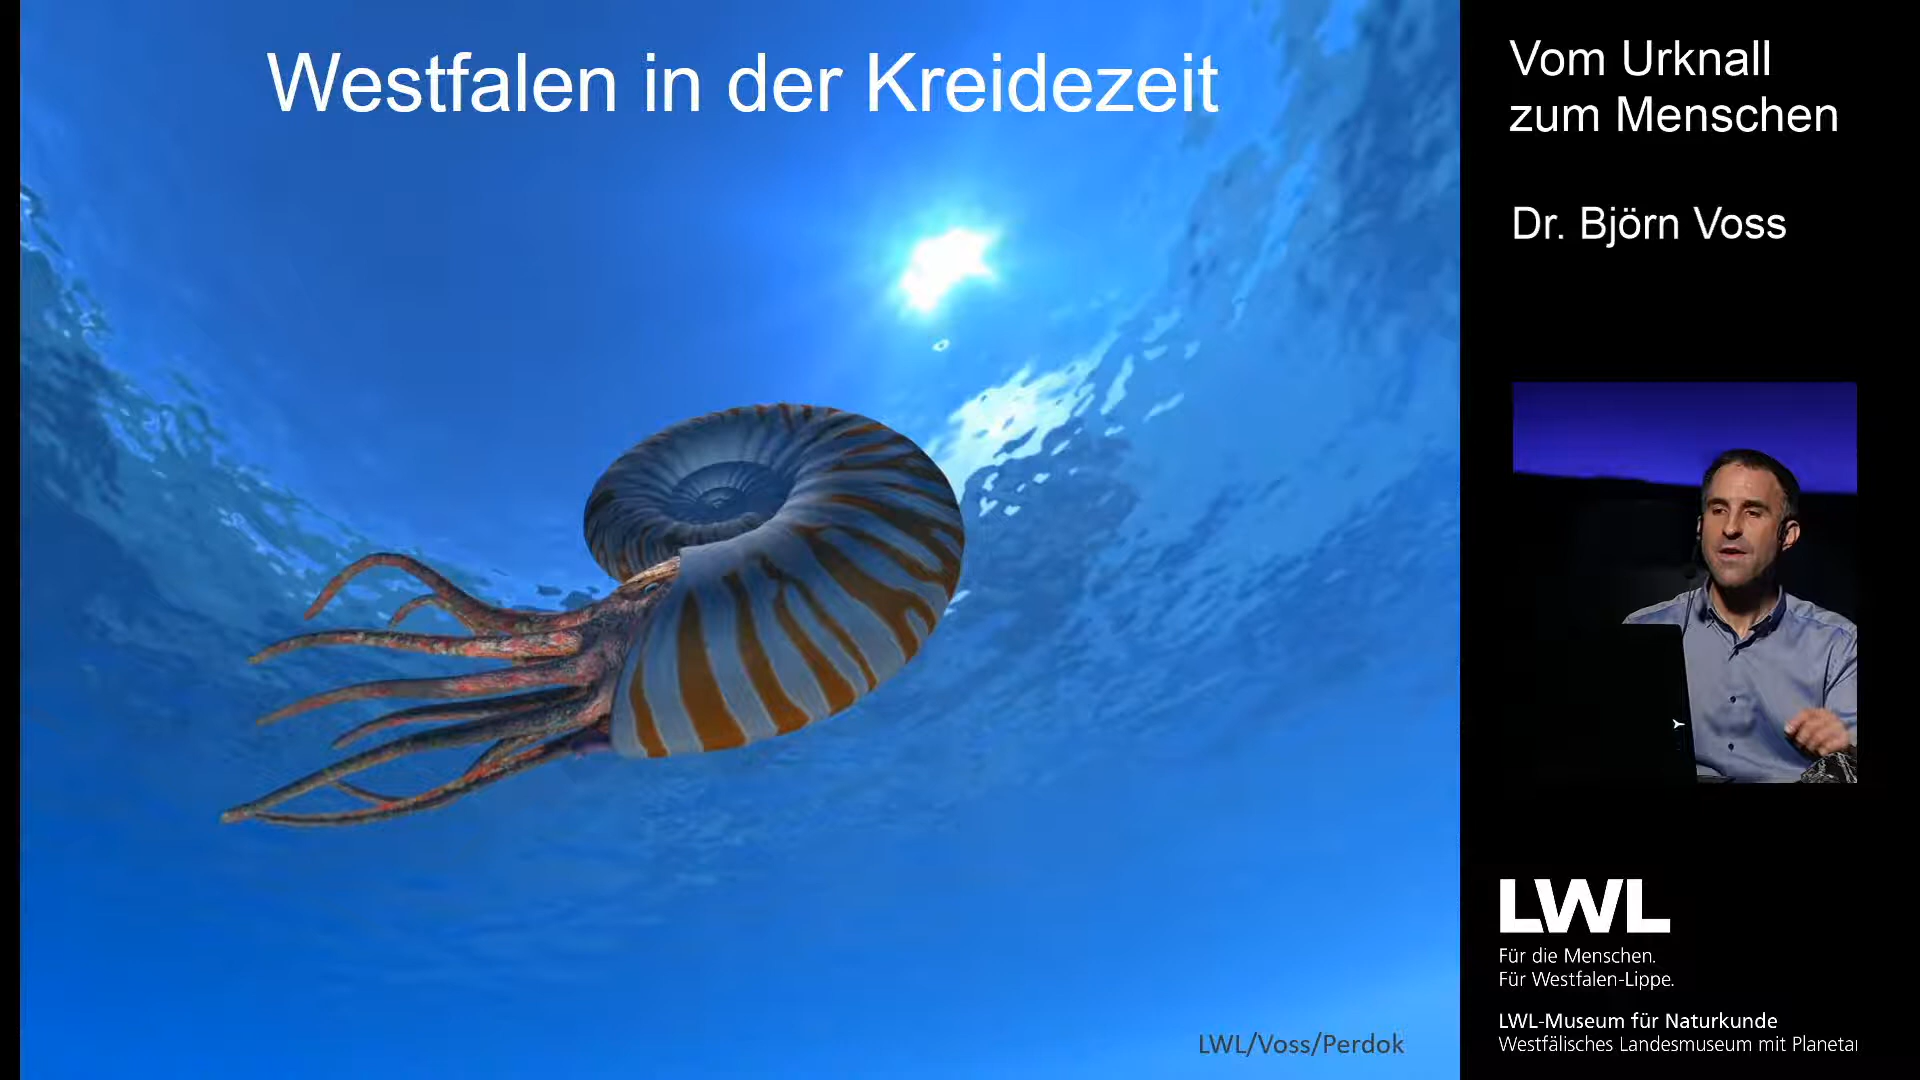 Westfalen in der Kreidezeit
LWL/Voss/Perdok
Vom Urknall
zum Menschen
Dr. Björn Voss
LWL
Für die Menschen.
Für Westfalen-Lippe.
LWL-Museum für Naturkunde
Westfälisches Landesmuseum mit Planetar